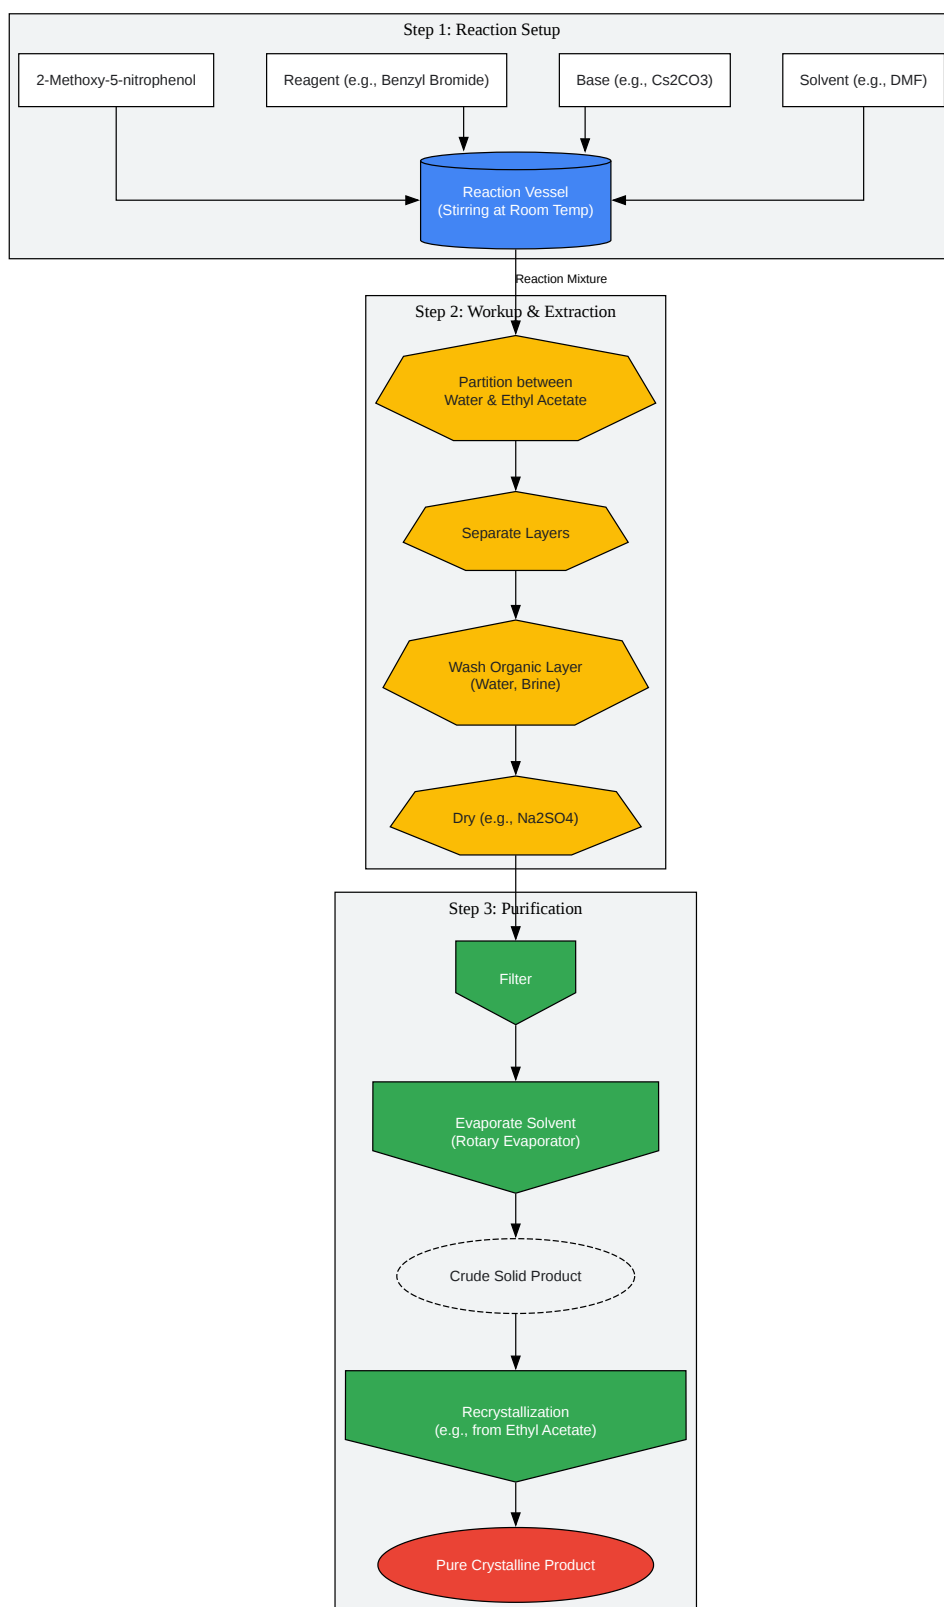 Step 1: Reaction Setup
2-Methoxy-5-nitrophenol
Reagent (e.g., Benzyl Bromide)
Base (e.g., Cs2CO3)
Solvent (e.g., DMF)
Reaction Vessel
(Stirring at Room Temp)
Reaction Mixture
Step 2: Workup & Extraction
Partition between
Water & Ethyl Acetate
Separate Layers
Wash Organic Layer
(Water, Brine)
Dry (e.g., Na2SO4)
Step 3: Purification
Filter
Evaporate Solvent
(Rotary Evaporator)
Crude Solid Product
Recrystallization
(e.g., from Ethyl Acetate)
Pure Crystalline Product